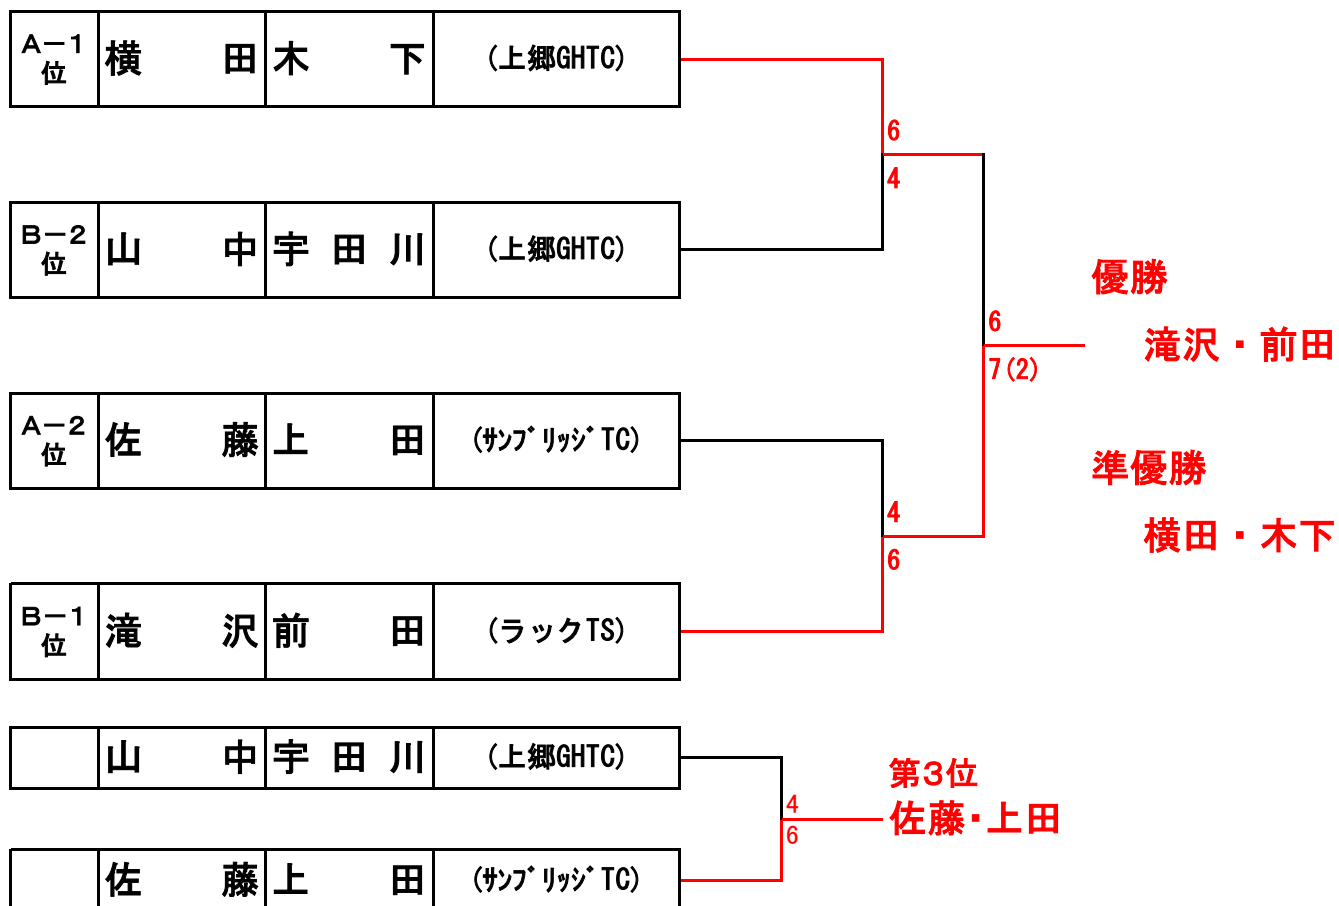 A－1位 横田 木下 (上郷GHTC)
6
4
B－2位 山中 宇田川 (上郷GHTC)
優勝
6
滝沢・前田
7(2)
A－2位 佐藤 上田 (ｻﾝﾌﾞﾘｯｼﾞTC)
準優勝
4
横田・木下
6
B－1位 滝沢 前田 (ラックTS)
山中 宇田川 (上郷GHTC)
第3位
4
佐藤・上田
6
佐藤 上田 (ｻﾝﾌﾞﾘｯｼﾞTC)